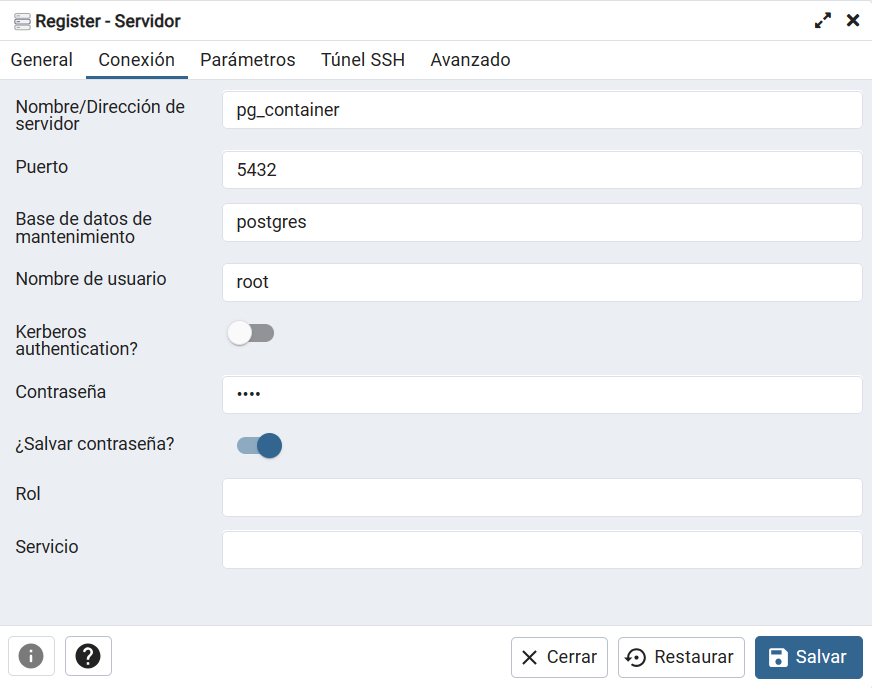 Register - Servidor
General Conexión Parámetros Túnel SSH Avanzado
Nombre/Dirección de
servidor
pg_container
Puerto
5432
Base de datos de
mantenimiento
postgres
Nombre de usuario
root
Kerberos
authentication?
Contraseña
••••
¿Salvar contraseña?
Rol
Servicio
Cerrar Restaurar Salvar